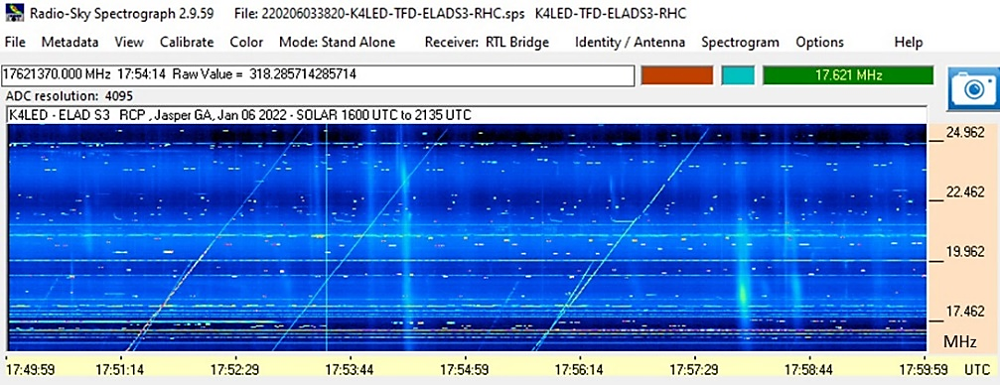 Radio-Sky Spectrograph 2.9.59 File: 220206033820-K4LED-TFD-ELADS3-RHC.sps K4LED-TFD-ELADS3-RHC
File Metadata View Calibrate Color Mode: Stand Alone Receiver: RTL Bridge Identity / Antenna Spectrogram Options Help
17621370.000 MHz 17:54:14 Raw Value = 318.285714285714
17.621 MHz
ADC resolution: 4095
K4LED - ELAD S3 RCP , Jasper GA, Jan 06 2022 - SOLAR 1600 UTC to 2135 UTC
24.962
22.462
19.962
17.462
MHz
17:49:59 17:51:14 17:52:29 17:53:44 17:54:59 17:56:14 17:57:29 17:58:44 17:59:59 UTC